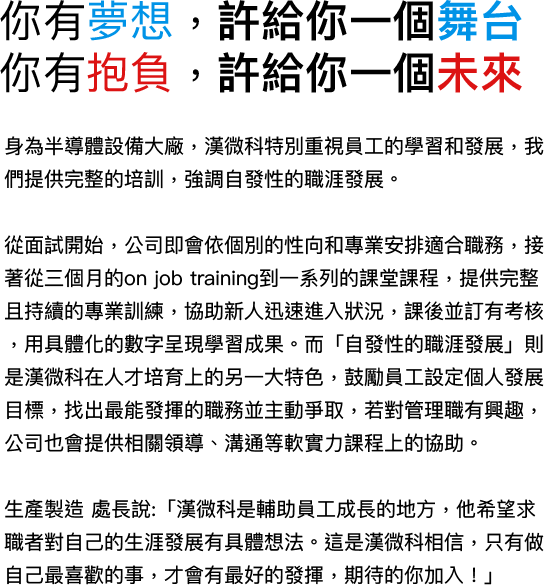 你有夢想，許給你一個舞台
你有抱負，許給你一個未來
身為半導體設備大廠，漢微科特別重視員工的學習和發展，我
們提供完整的培訓，強調自發性的職涯發展。
從面試開始，公司即會依個別的性向和專業安排適合職務，接
著從三個月的on job training到一系列的課堂課程，提供完整
且持續的專業訓練，協助新人迅速進入狀況，課後並訂有考核
，用具體化的數字呈現學習成果。而「自發性的職涯發展」則
是漢微科在人才培育上的另一大特色，鼓勵員工設定個人發展
目標，找出最能發揮的職務並主動爭取，若對管理職有興趣，
公司也會提供相關領導、溝通等軟實力課程上的協助。
生產製造 處長說:「漢微科是輔助員工成長的地方，他希望求
職者對自己的生涯發展有具體想法。這是漢微科相信，只有做
自己最喜歡的事，才會有最好的發揮，期待的你加入！」